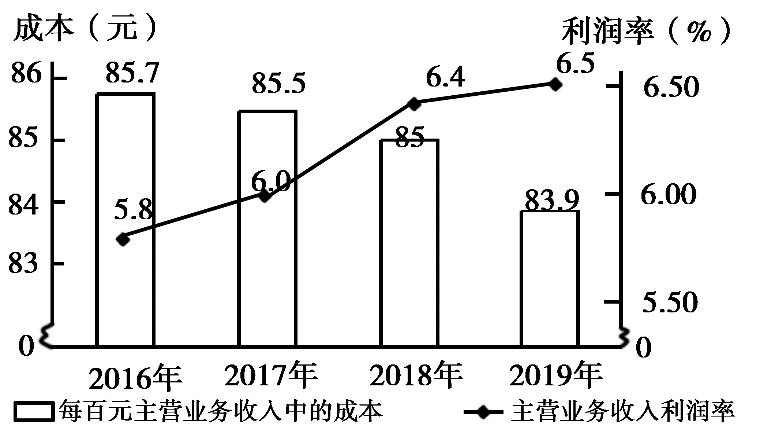 成本（元） 利润率（%）
86 85.7 85.5 6.4 6.5 6.50
85 85
84 5.8 6.0 83.9 6.00
83
5.50
0 0
2016年 2017年 2018年 2019年
每百元主营业务收入中的成本 主营业务收入利润率